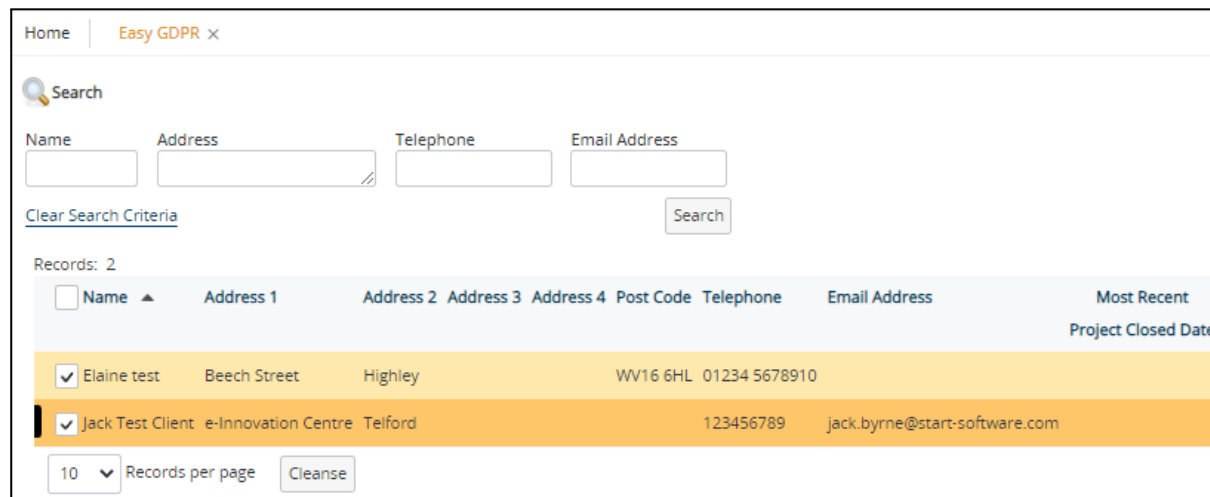 Home Easy GDPR ×
Search
Name Address Telephone Email Address
Clear Search Criteria Search
Records: 2
Name Address 1 Address 2 Address 3 Address 4 Post Code Telephone Email Address Most Recent
Project Closed Date
Elaine test Beech Street Highley WV16 6HL 01234 5678910
Jack Test Client e-Innovation Centre Telford 123456789 jack.byrne@start-software.com
10 Records per page Cleanse